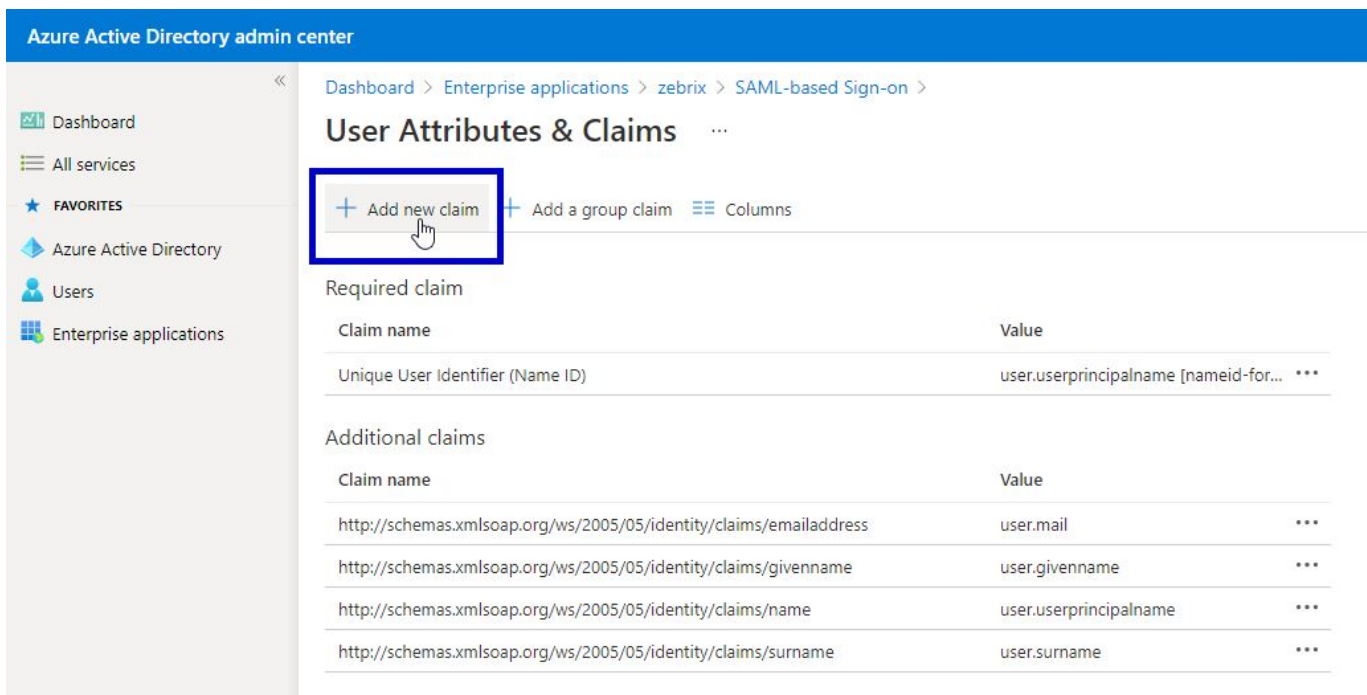 Azure Active Directory admin center
«
Dashboard > Enterprise applications > zebrix > SAML-based Sign-on >
User Attributes & Claims ...
Dashboard
All services
FAVORITES
Azure Active Directory
Users
Enterprise applications
+ Add new claim + Add a group claim Columns
Required claim
Claim name Value
Unique User Identifier (Name ID) user.userprincipalname [nameid-for... •••
Additional claims
Claim name Value
http://schemas.xmlsoap.org/ws/2005/05/identity/claims/emailaddress user.mail •••
http://schemas.xmlsoap.org/ws/2005/05/identity/claims/givenname user.givenname •••
http://schemas.xmlsoap.org/ws/2005/05/identity/claims/name user.userprincipalname •••
http://schemas.xmlsoap.org/ws/2005/05/identity/claims/surname user.surname •••